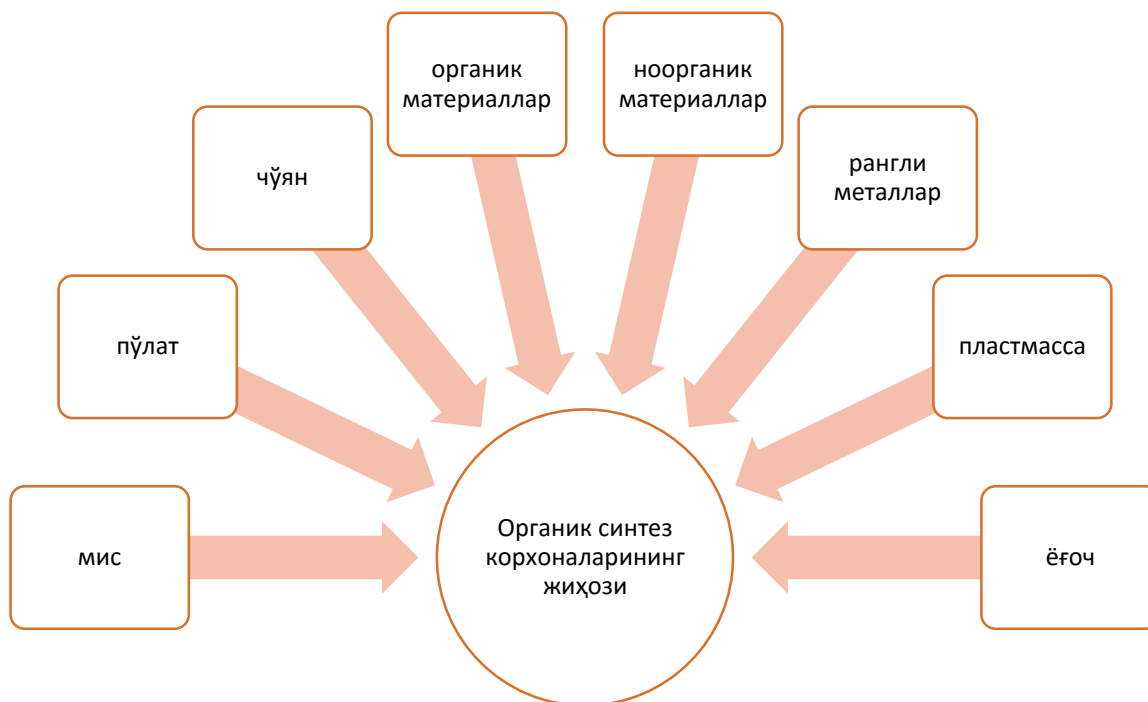 органик
материаллар
ноорганик
материаллар
чўян
рангли
металлар
пўлат
пластмасса
мис
Органик синтез
корхоналарининг
жиҳози
ёғоч